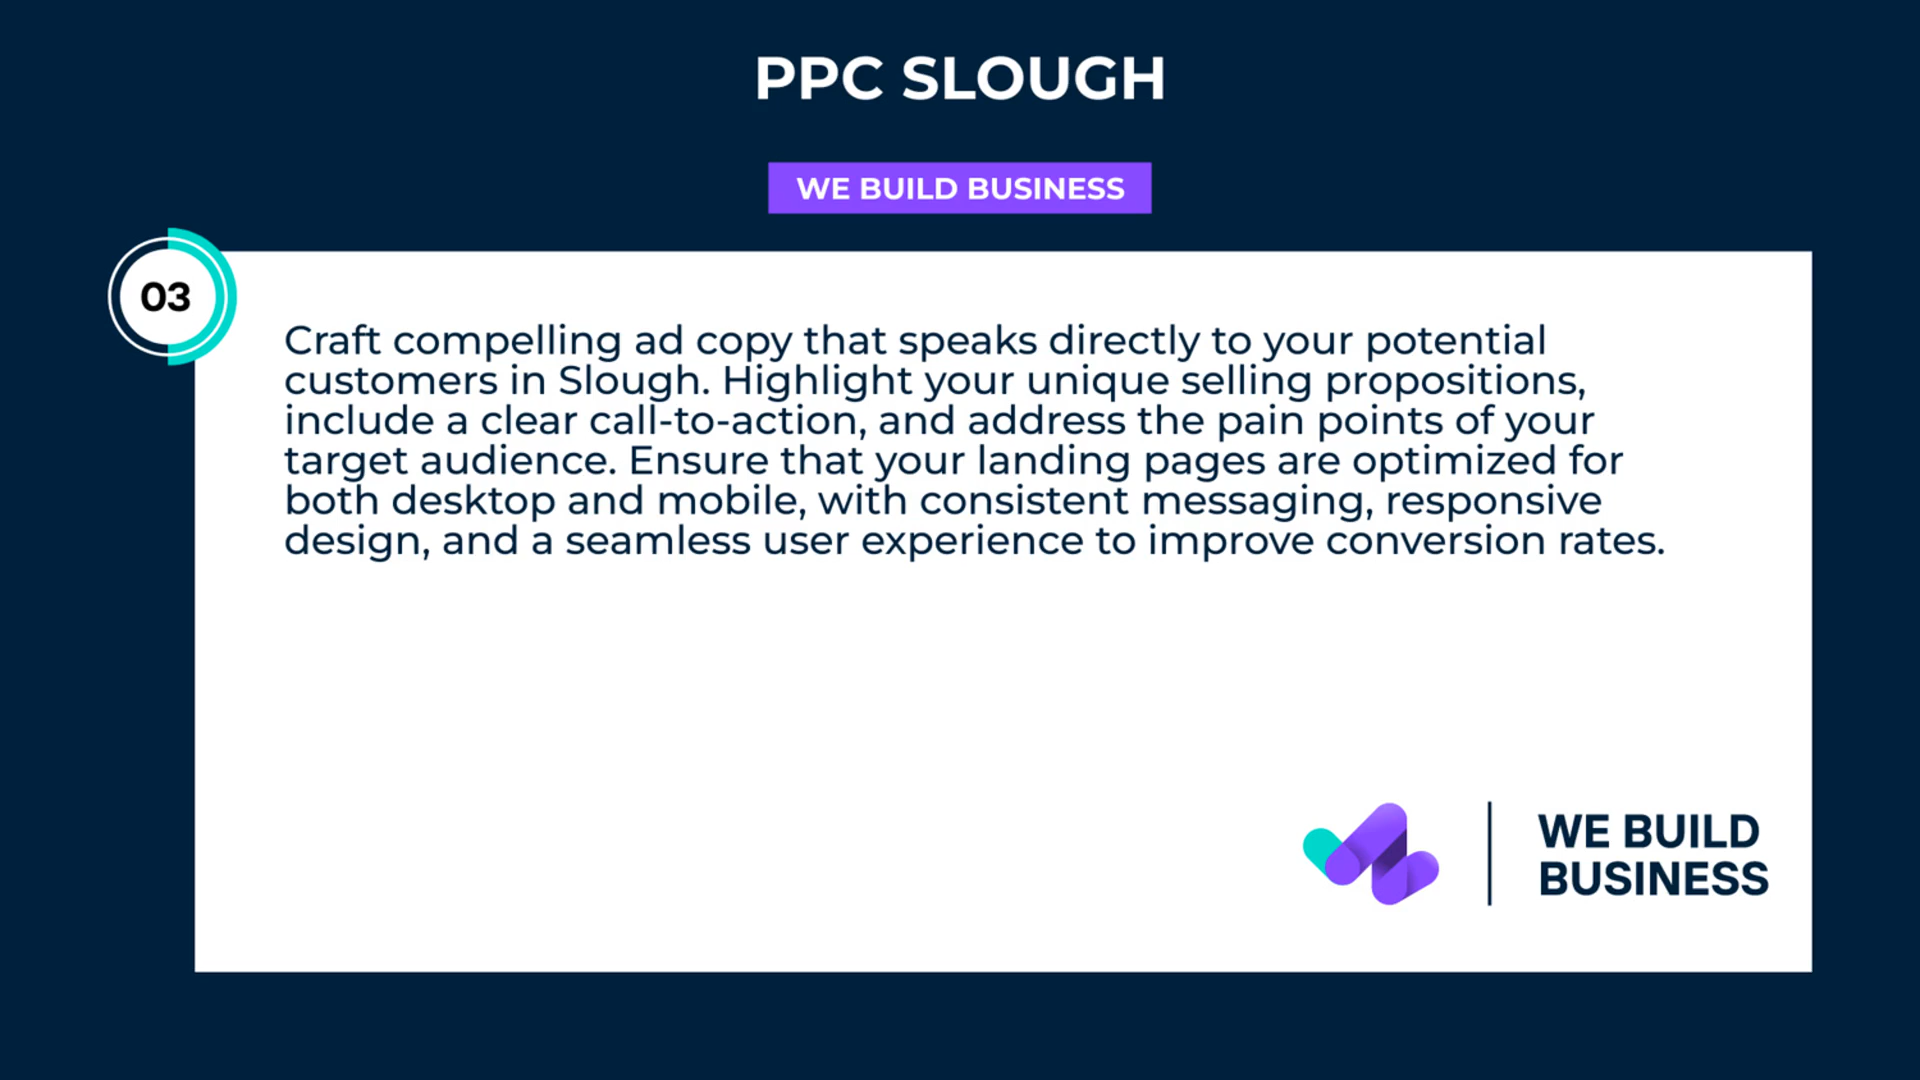 PPC SLOUGH
WE BUILD BUSINESS
03
Craft compelling ad copy that speaks directly to your potential
customers in Slough. Highlight your unique selling propositions,
include a clear call-to-action, and address the pain points of your
target audience. Ensure that your landing pages are optimized for
both desktop and mobile, with consistent messaging, responsive
design, and a seamless user experience to improve conversion rates.
WE BUILD
BUSINESS